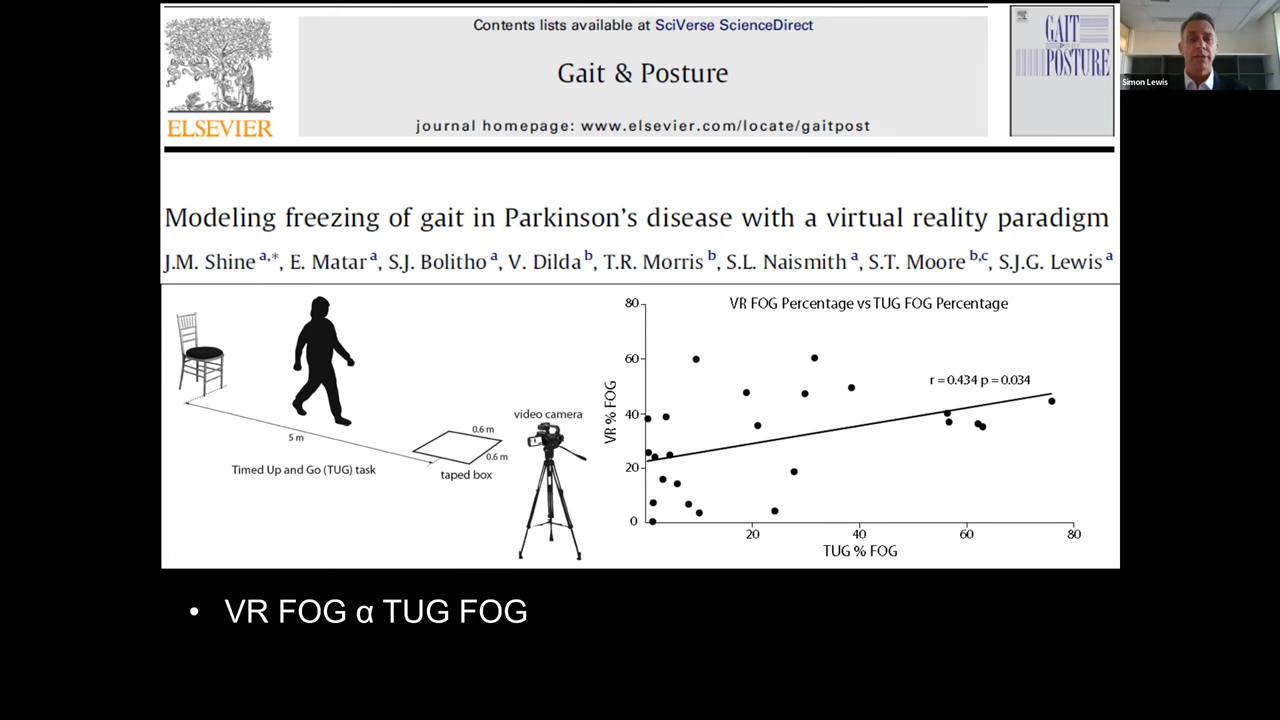 Contents lists available at SciVerse ScienceDirect
Gait & Posture
journal homepage: www.elsevier.com/locate/gaitpost
ELSEVIER
GAIT
POSTURE
Simon Lewis
Modeling freezing of gait in Parkinson's disease with a virtual reality paradigm
J.M. Shine a,*, E. Matar a, S.J. Bolitho a, V. Dilda b, T.R. Morris b, S.L. Naismith a, S.T. Moore b,c, S.J.G. Lewis a
5 m
Timed Up and Go (TUG) task
0.6 m
0.6 m
taped box
video camera
VR FOG Percentage vs TUG FOG Percentage
r = 0.434 p = 0.034
VR % FOG
80
60
40
20
0
20 40 60 80
TUG % FOG
• VR FOG α TUG FOG